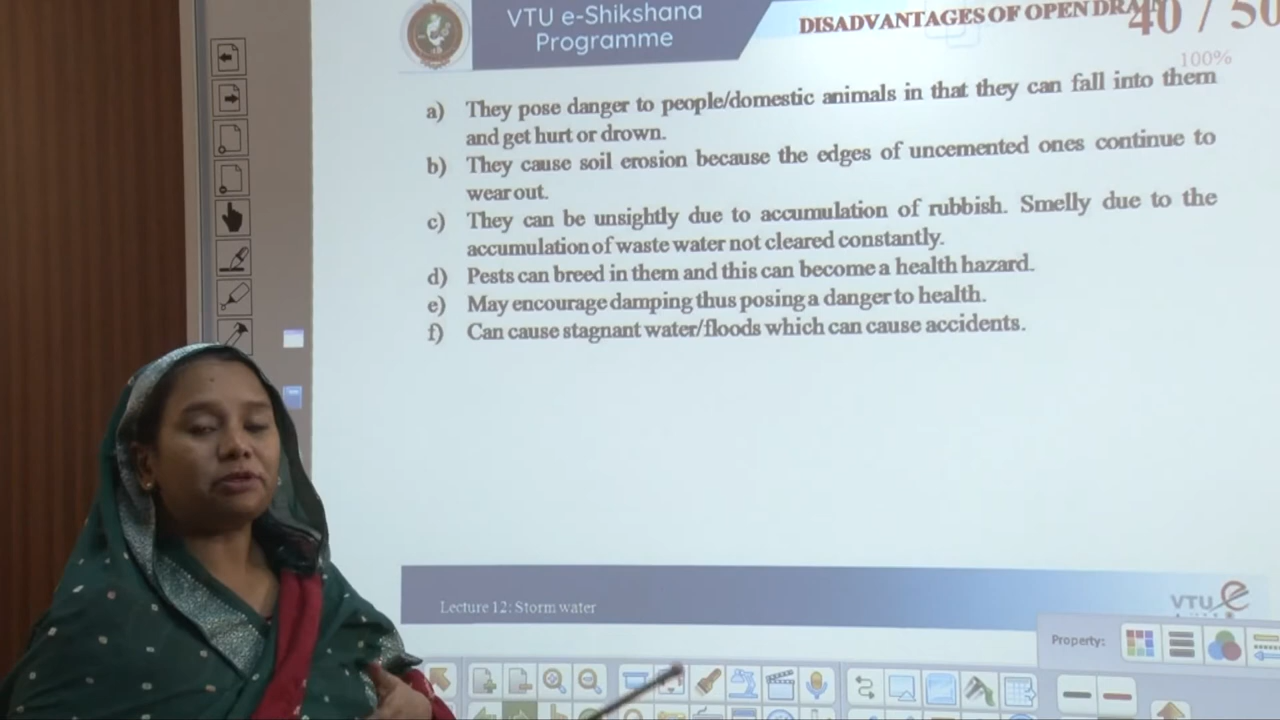 VTU e-Shikshana
Programme
DISADVANTAGES OF OPEN
40 / 50
100%
a) They pose danger to people/domestic animals in that they can fall into them
and get hurt or drown.
b) They cause soil erosion because the edges of uncemented ones continue to
wear out.
c) They can be unsightly due to accumulation of rubbish. Smelly due to the
accumulation of waste water not cleared constantly.
d) Pests can breed in them and this can become a health hazard.
e) May encourage damping thus posing a danger to health.
f) Can cause stagnant water/floods which can cause accidents.
Lecture 12: Storm water
VTU e
Property: